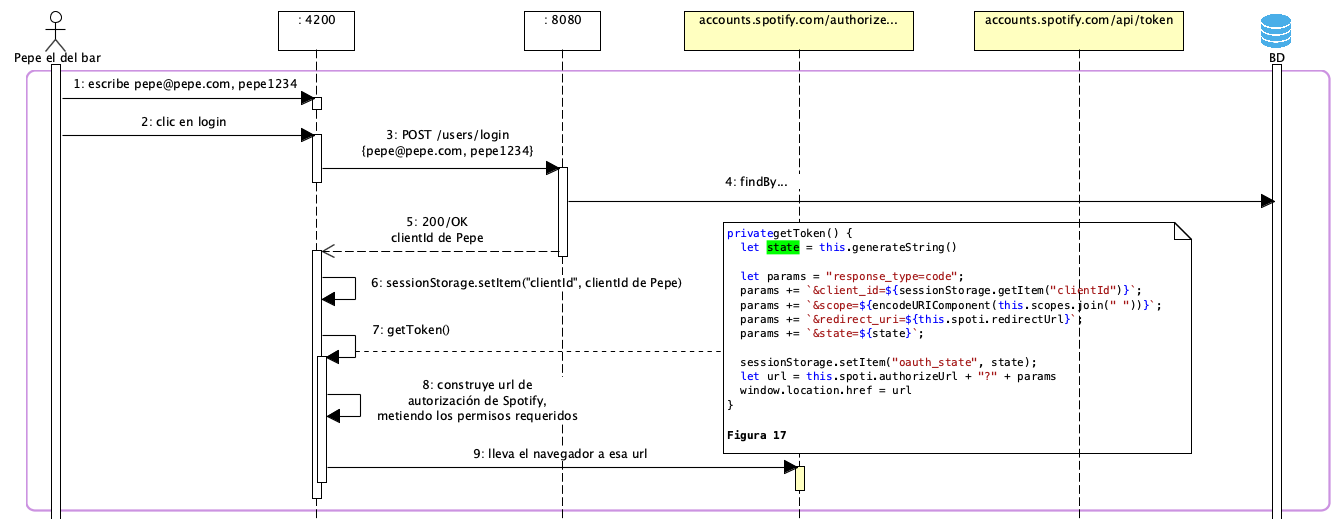 : 4200
: 8080
accounts.spotify.com/authorize...
accounts.spotify.com/api/token
Pepe el del bar
BD
1: escribe pepe@pepe.com, pepe1234
2: clic en login
3: POST /users/login
{pepe@pepe.com, pepe1234}
4: findBy...
5: 200/OK
clientId de Pepe
6: sessionStorage.setItem("clientId", clientId de Pepe)
7: getToken()
8: construye url de
autorización de Spotify,
metiendo los permisos requeridos
9: lleva el navegador a esa url
privategetToken() {
let state = this.generateString()
let params = "response_type=code";
params += `&client_id=${sessionStorage.getItem("clientId")}`;
params += `&scope=${encodeURIComponent(this.scopes.join(" "))}`;
params += `&redirect_uri=${this.spoti.redirectUrl}`;
params += `&state=${state}`;
sessionStorage.setItem("oauth_state", state);
let url = this.spoti.authorizeUrl + "?" + params
window.location.href = url
}
Figura 17